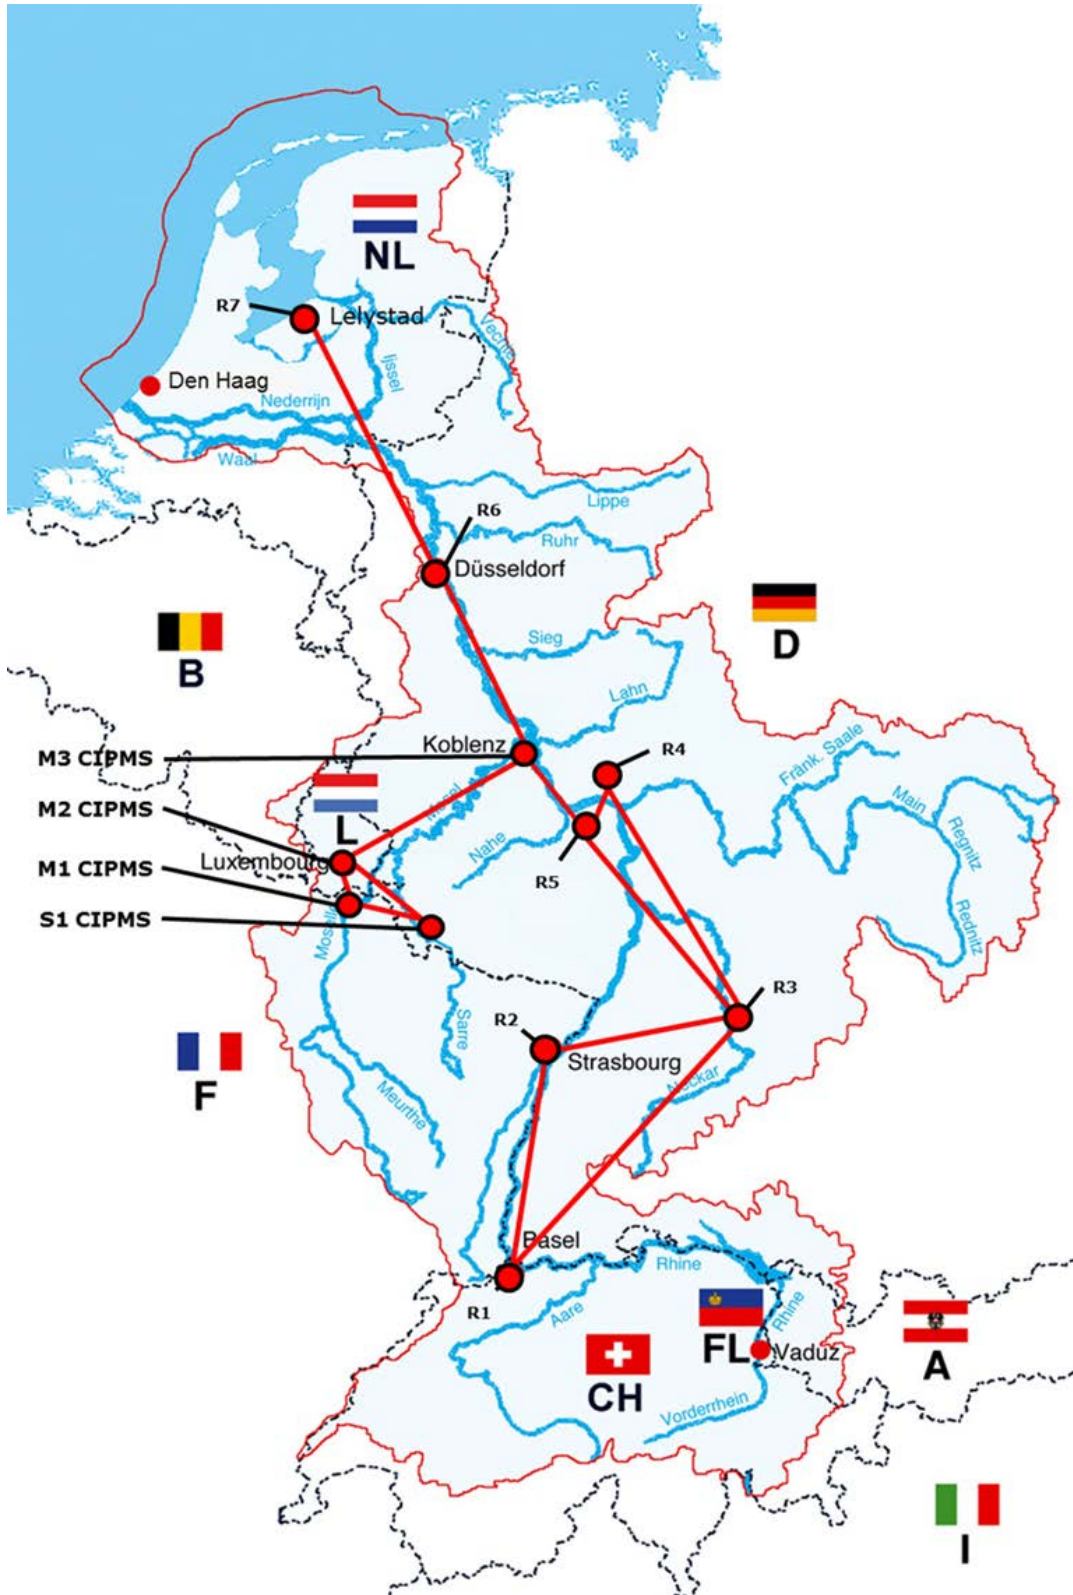 NL
R7
Lelystad
Vechte
Ijssel
Den Haag
Nederrijn
Waal
Lippe
R6
Ruhr
Düsseldorf
B
D
Sieg
Lahn
Koblenz
R4
M3 CIPMS
Fränk. Saale
Mosel
Main
M2 CIPMS
L
Regnitz
Nahe
Luxembourg
M1 CIPMS
R5
S1 CIPMS
Rednitz
Moselle
R3
R2
Sarre
Strasbourg
F
Neckar
Meurthe
Basel
Rhine
R1
Aare
Rhine
FL
Vaduz
A
CH
Vorderrhein
I